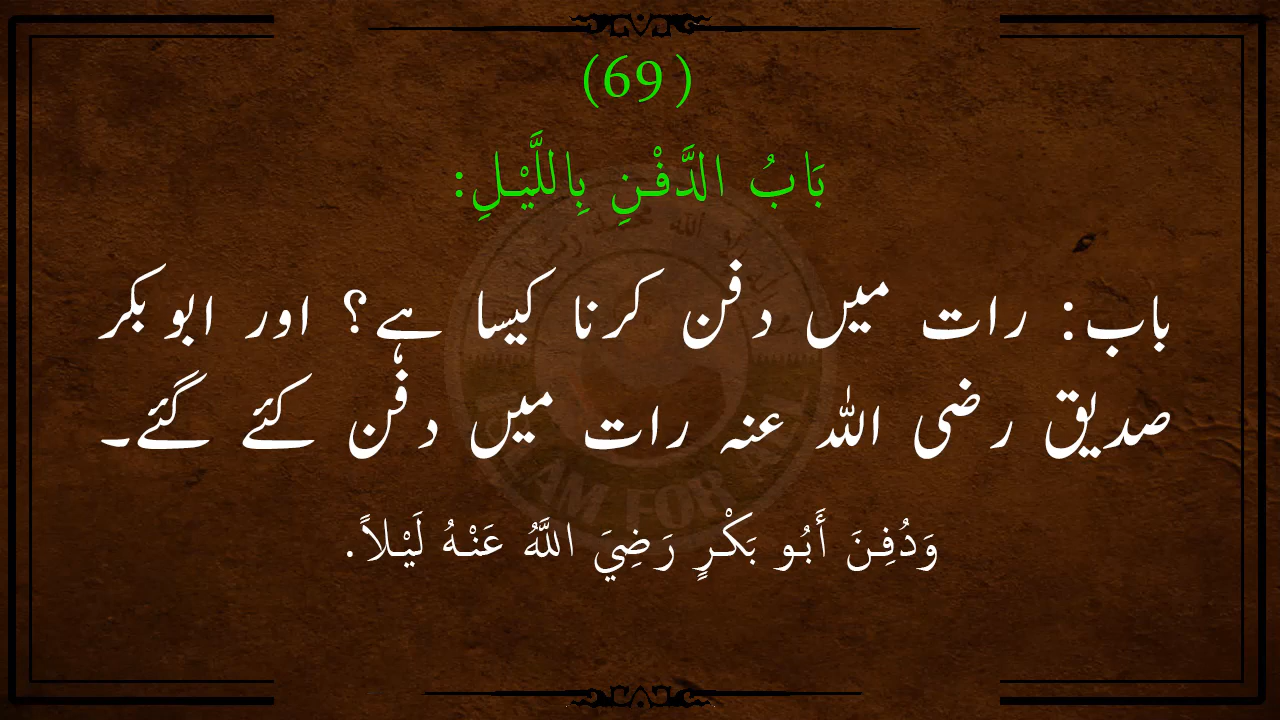 (69)
بَابُ الدَّفْنِ بِاللَّيْلِ:
باب: رات میں دفن کرنا کیسا ہے؟ اور ابوبکر
صدیق رضی اللہ عنہ رات میں دفن کئے گئے۔
وَدُفِنَ أَبُو بَكْرٍ رَضِيَ اللَّهُ عَنْهُ لَيْلاً.